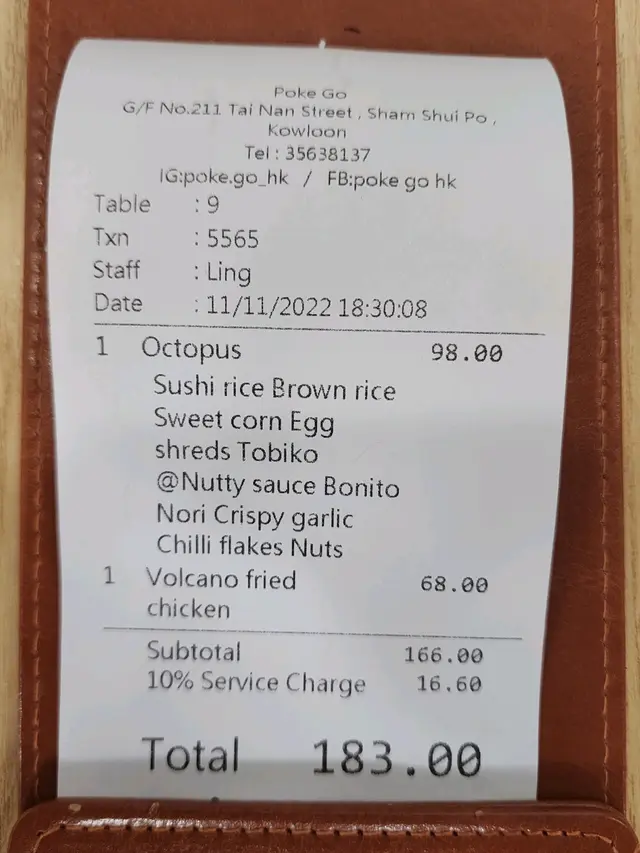 Poke Go
G/F No.211 Tai Nan Street , Sham Shui Po ,
Kowloon
Tel : 35638137
IG:poke.go_hk / FB:poke go hk
Table : 9
Txn : 5565
Staff : Ling
Date : 11/11/2022 18:30:08
1 Octopus 98.00
Sushi rice Brown rice
Sweet corn Egg
shreds Tobiko
@Nutty sauce Bonito
Nori Crispy garlic
Chilli flakes Nuts
1 Volcano fried 68.00
chicken
Subtotal 166.00
10% Service Charge 16.60
Total 183.00